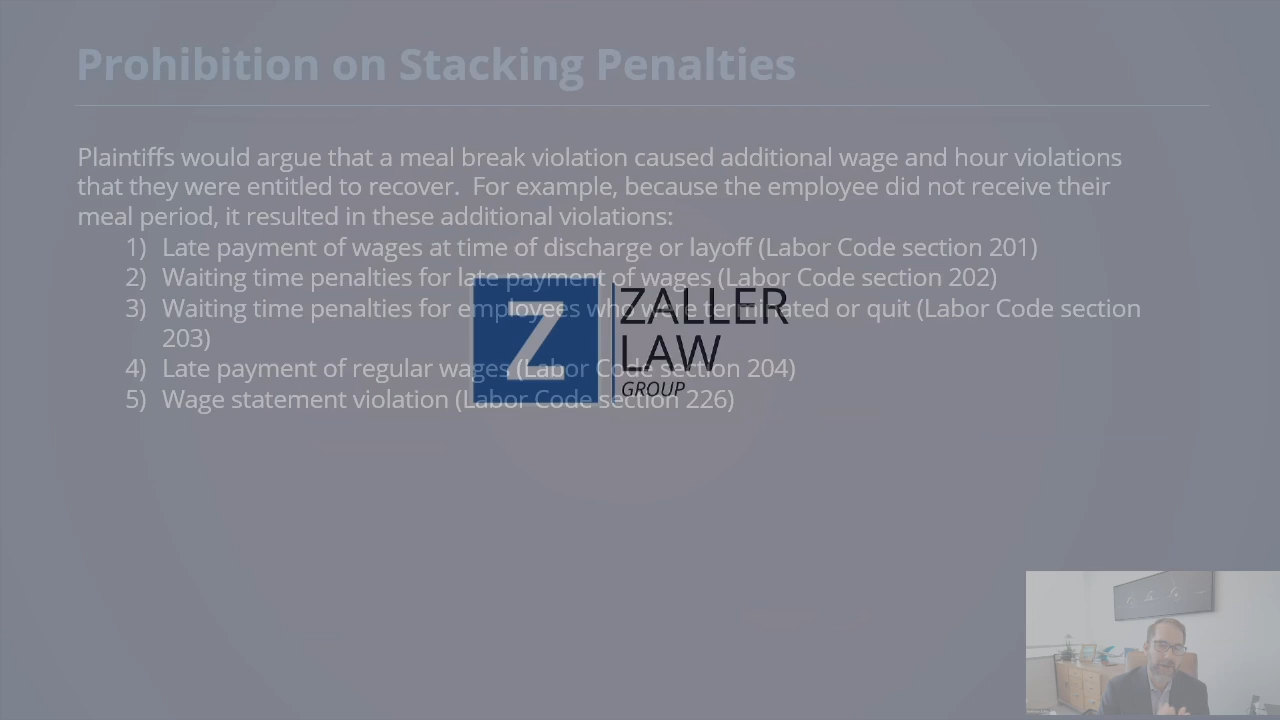 Prohibition on Stacking Penalties
Plaintiffs would argue that a meal break violation caused additional wage and hour violations
that they were entitled to recover.  For example, because the employee did not receive their
meal period, it resulted in these additional violations:
1) Late payment of wages at time of discharge or layoff (Labor Code section 201)
2) Waiting time penalties for late payment of wages (Labor Code section 202)
3) Waiting time penalties for employees who were terminated or quit (Labor Code section
203)
4) Late payment of regular wages (Labor Code section 204)
5) Wage statement violation (Labor Code section 226)
Z
ZALLER
LAW
GROUP